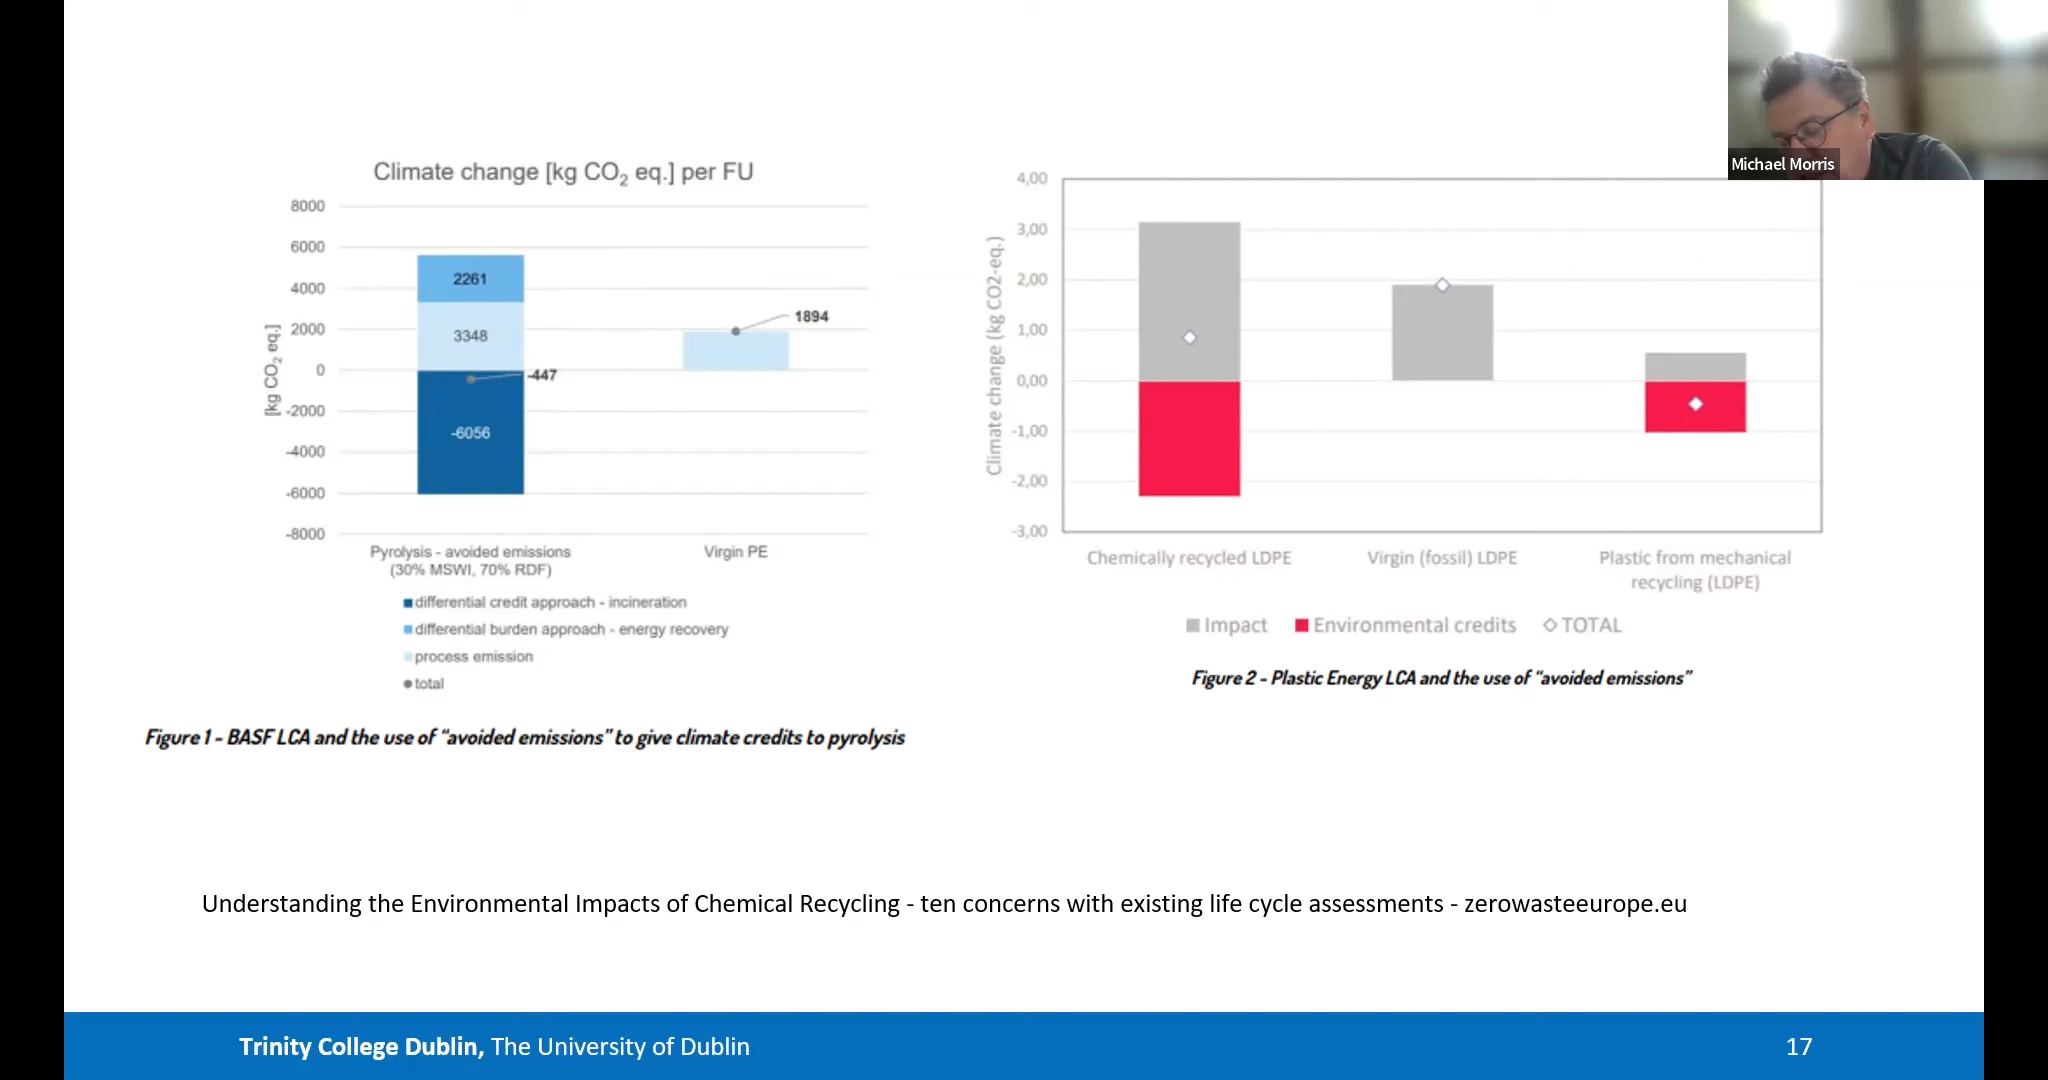 Michael Morris
Climate change [kg CO₂ eq.] per FU
[kg CO₂ eq.]
8000
6000
4000
2000
0
-2000
-4000
-6000
-8000
2261
3348
-447
-6056
1894
Pyrolysis - avoided emissions
(30% MSWI, 70% RDF)
Virgin PE
differential credit approach - incineration
differential burden approach - energy recovery
process emission
total
Figure 1 - BASF LCA and the use of "avoided emissions" to give climate credits to pyrolysis
Climate change (kg CO2-eq.)
4,00
3,00
2,00
1,00
0,00
-1,00
-2,00
-3,00
Chemically recycled LDPE
Virgin (fossil) LDPE
Plastic from mechanical
recycling (LDPE)
Impact Environmental credits TOTAL
Figure 2 - Plastic Energy LCA and the use of "avoided emissions"
Understanding the Environmental Impacts of Chemical Recycling - ten concerns with existing life cycle assessments - zerowasteeurope.eu
Trinity College Dublin, The University of Dublin
17